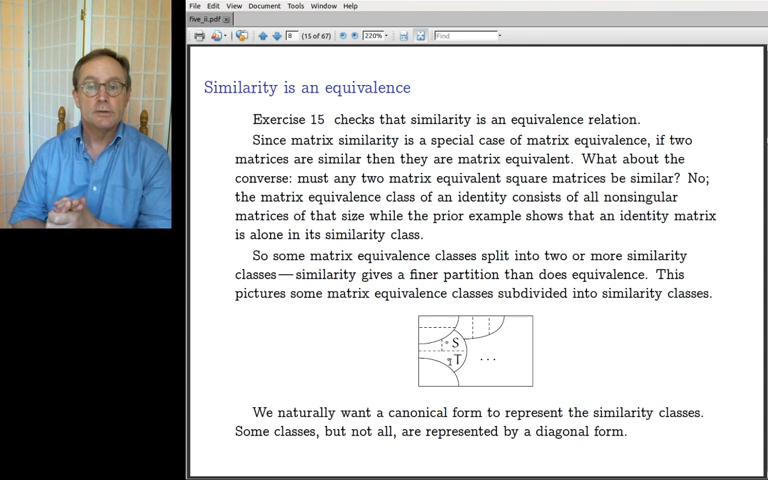 File Edit View Document Tools Window Help
five_ii.pdf
8 (15 of 67) 220% Find
Similarity is an equivalence
Exercise 15 checks that similarity is an equivalence relation.
Since matrix similarity is a special case of matrix equivalence, if two
matrices are similar then they are matrix equivalent. What about the
converse: must any two matrix equivalent square matrices be similar? No;
the matrix equivalence class of an identity consists of all nonsingular
matrices of that size while the prior example shows that an identity matrix
is alone in its similarity class.
So some matrix equivalence classes split into two or more similarity
classes—similarity gives a finer partition than does equivalence. This
pictures some matrix equivalence classes subdivided into similarity classes.
S
T
...
We naturally want a canonical form to represent the similarity classes.
Some classes, but not all, are represented by a diagonal form.